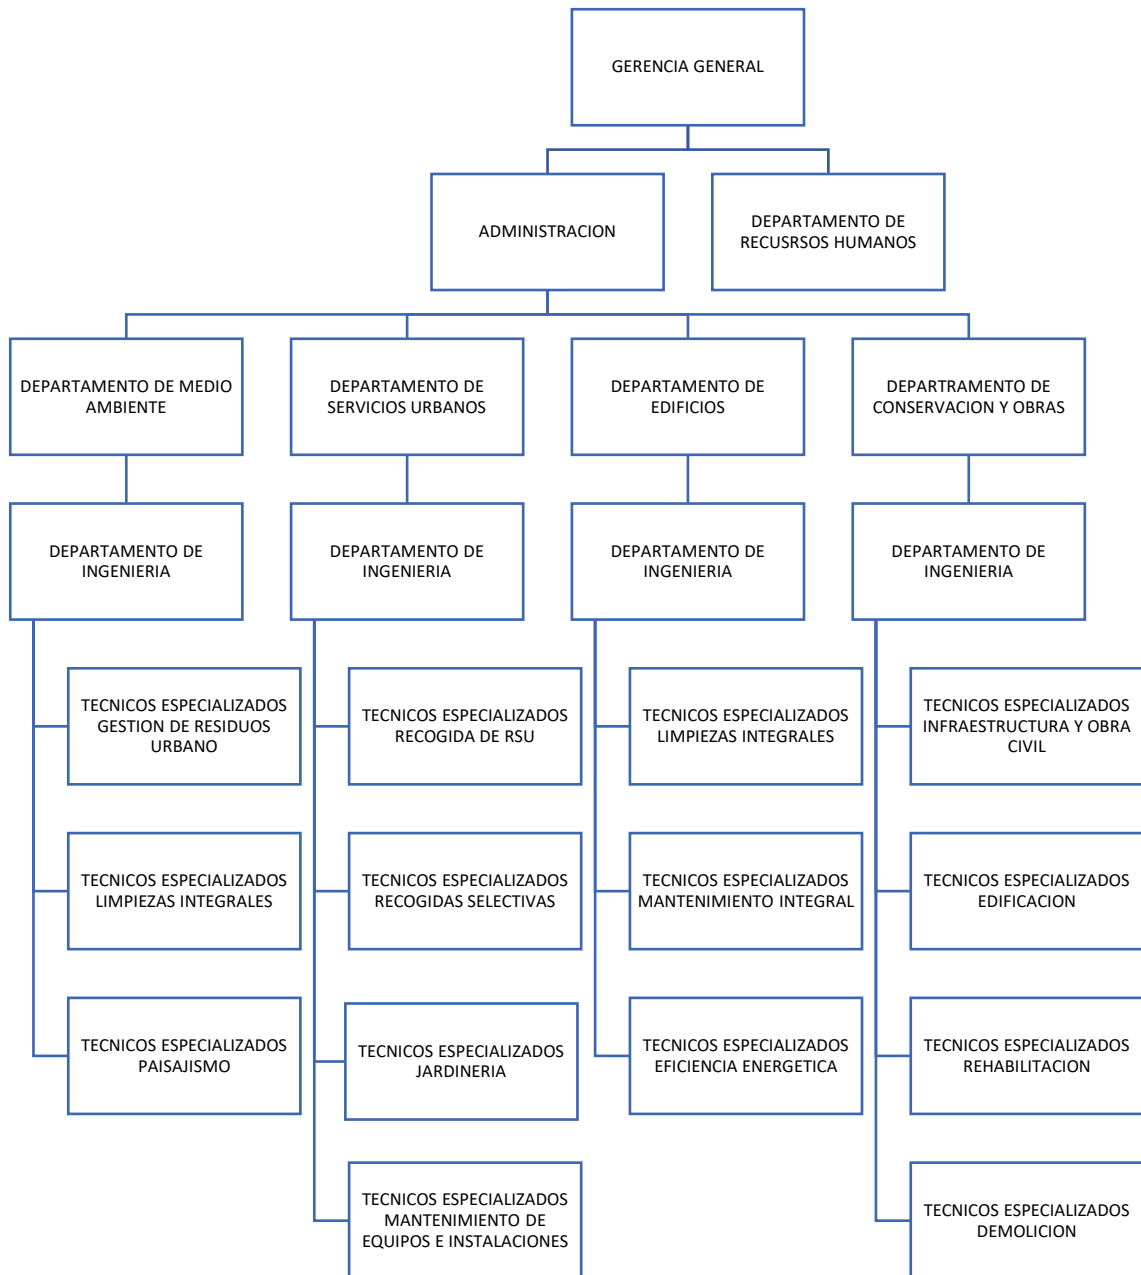 GERENCIA GENERAL
ADMINISTRACION
DEPARTAMENTO DE
RECUSRSOS HUMANOS
DEPARTAMENTO DE MEDIO
AMBIENTE
DEPARTAMENTO DE
SERVICIOS URBANOS
DEPARTAMENTO DE
EDIFICIOS
DEPARTRAMENTO DE
CONSERVACION Y OBRAS
DEPARTAMENTO DE
INGENIERIA
DEPARTAMENTO DE
INGENIERIA
DEPARTAMENTO DE
INGENIERIA
DEPARTAMENTO DE
INGENIERIA
TECNICOS ESPECIALIZADOS
GESTION DE RESIDUOS
URBANO
TECNICOS ESPECIALIZADOS
RECOGIDA DE RSU
TECNICOS ESPECIALIZADOS
LIMPIEZAS INTEGRALES
TECNICOS ESPECIALIZADOS
INFRAESTRUCTURA Y OBRA
CIVIL
TECNICOS ESPECIALIZADOS
LIMPIEZAS INTEGRALES
TECNICOS ESPECIALIZADOS
RECOGIDAS SELECTIVAS
TECNICOS ESPECIALIZADOS
MANTENIMIENTO INTEGRAL
TECNICOS ESPECIALIZADOS
EDIFICACION
TECNICOS ESPECIALIZADOS
PAISAJISMO
TECNICOS ESPECIALIZADOS
JARDINERIA
TECNICOS ESPECIALIZADOS
EFICIENCIA ENERGETICA
TECNICOS ESPECIALIZADOS
REHABILITACION
TECNICOS ESPECIALIZADOS
MANTENIMIENTO DE
EQUIPOS E INSTALACIONES
TECNICOS ESPECIALIZADOS
DEMOLICION